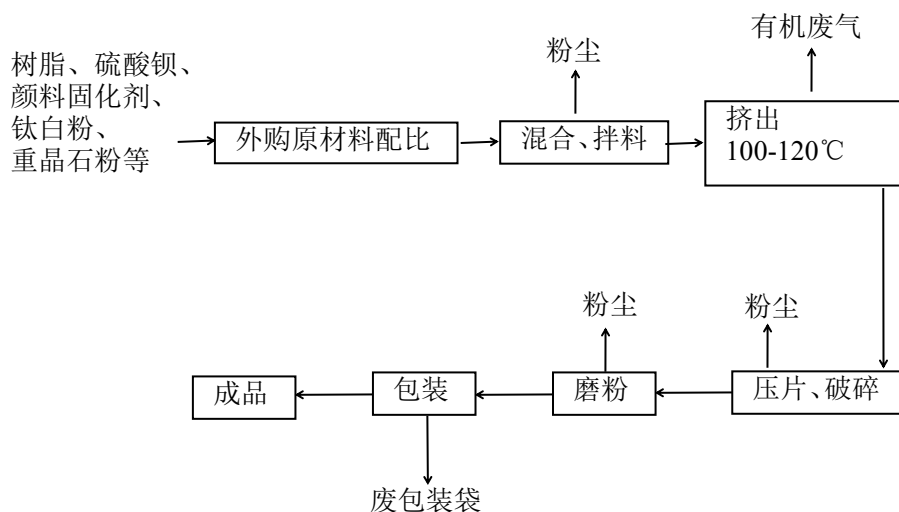 有机废气
粉尘
树脂、硫酸钡、
颜料固化剂、
钛白粉、
重晶石粉等
外购原材料配比
混合、拌料
挤出
100-120℃
粉尘
粉尘
成品
包装
磨粉
压片、破碎
废包装袋